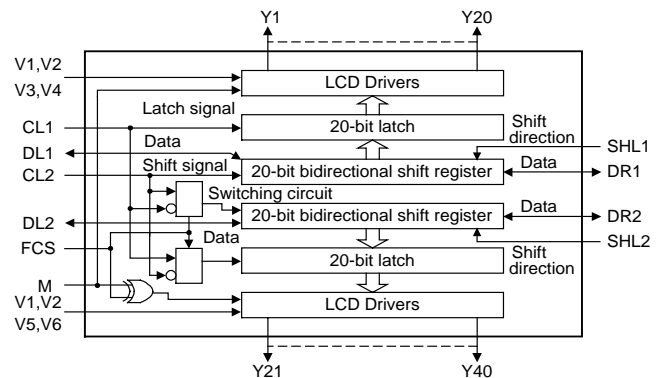 Y1 Y20
V1,V2
V3,V4
LCD Drivers
Latch signal
CL1
20-bit latch
Shift
direction
SHL1
DL1
Data
Data
CL2
Shift signal
20-bit bidirectional shift register
DR1
Switching circuit
Data
DL2
20-bit bidirectional shift register
DR2
FCS
Data
SHL2
20-bit latch
Shift
direction
M
V1,V2
V5,V6
LCD Drivers
Y21 Y40